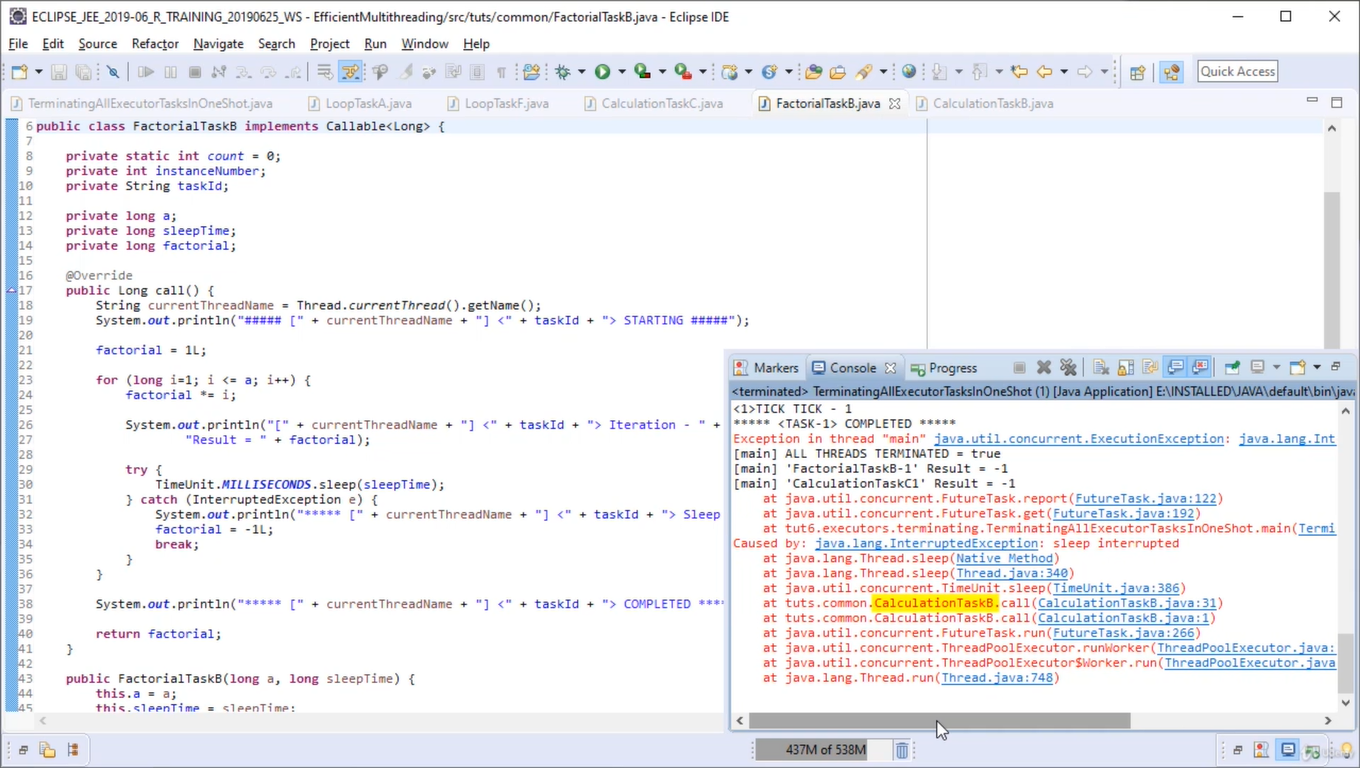 ECLIPSE_JEE_2019-06_R_TRAINING_20190625_WS - EfficientMultithreading/src/tuts/common/FactorialTaskB.java - Eclipse IDE
File Edit Source Refactor Navigate Search Project Run Window Help
Quick Access
TerminatingAllExecutorTasksInOneShot.java LoopTaskA.java LoopTaskF.java CalculationTaskC.java FactorialTaskB.java CalculationTaskB.java
6 public class FactorialTaskB implements Callable<Long> {
7
8 private static int count = 0;
9 private int instanceNumber;
10 private String taskId;
11
12 private long a;
13 private long sleepTime;
14 private long factorial;
15
16 @Override
17 public Long call() {
18 String currentThreadName = Thread.currentThread().getName();
19 System.out.println("##### [" + currentThreadName + "] <" + taskId + "> STARTING #####");
20
21 factorial = 1L;
22
23 for (long i=1; i <= a; i++) {
24 factorial *= i;
25
26 System.out.println("[" + currentThreadName + "] <" + taskId + "> Iteration - " +
27 "Result = " + factorial);
28
29 try {
30 TimeUnit.MILLISECONDS.sleep(sleepTime);
31 } catch (InterruptedException e) {
32 System.out.println("***** [" + currentThreadName + "] <" + taskId + "> Sleep
33 factorial = -1L;
34 break;
35 }
36 }
37
38 System.out.println("***** [" + currentThreadName + "] <" + taskId + "> COMPLETED ****
39
40 return factorial;
41 }
42
43 public FactorialTaskB(long a, long sleepTime) {
44 this.a = a;
45 this.sleepTime = sleepTime;
Markers Console Progress
<terminated> TerminatingAllExecutorTasksInOneShot (1) [Java Application] E:\INSTALLED\JAVA\default\bin\java
<1>TICK TICK - 1
***** <TASK-1> COMPLETED *****
Exception in thread "main" java.util.concurrent.ExecutionException: java.lang.Int
[main] ALL THREADS TERMINATED = true
[main] 'FactorialTaskB-1' Result = -1
[main] 'CalculationTaskC1' Result = -1
at java.util.concurrent.FutureTask.report(FutureTask.java:122)
at java.util.concurrent.FutureTask.get(FutureTask.java:192)
at tut6.executors.terminating.TerminatingAllExecutorTasksInOneShot.main(Termi
Caused by: java.lang.InterruptedException: sleep interrupted
at java.lang.Thread.sleep(Native Method)
at java.lang.Thread.sleep(Thread.java:340)
at java.util.concurrent.TimeUnit.sleep(TimeUnit.java:386)
at tuts.common.CalculationTaskB.call(CalculationTaskB.java:31)
at tuts.common.CalculationTaskB.call(CalculationTaskB.java:1)
at java.util.concurrent.FutureTask.run(FutureTask.java:266)
at java.util.concurrent.ThreadPoolExecutor.runWorker(ThreadPoolExecutor.java:
at java.util.concurrent.ThreadPoolExecutor$Worker.run(ThreadPoolExecutor.java
at java.lang.Thread.run(Thread.java:748)
437M of 538M